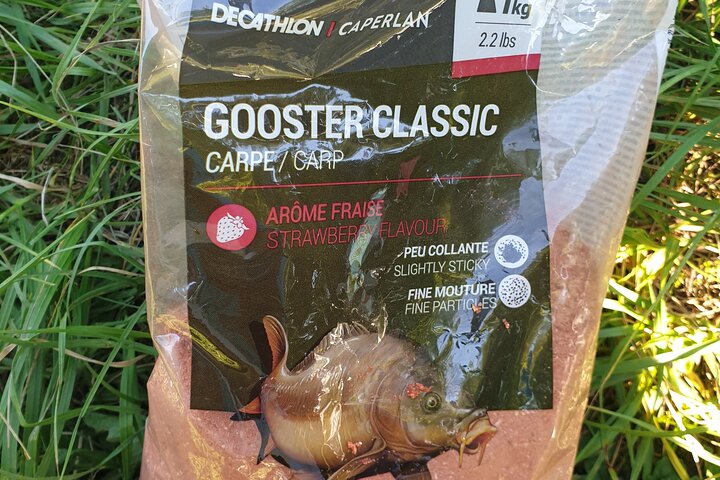 DECATHLON / CAPERLAN
1kg
2.2 lbs
GOOSTER CLASSIC
CARPE / CARP
ARÔME FRAISE
STRAWBERRY FLAVOUR
PEU COLLANTE
SLIGHTLY STICKY
FINE MOUTURE
FINE PARTICLES